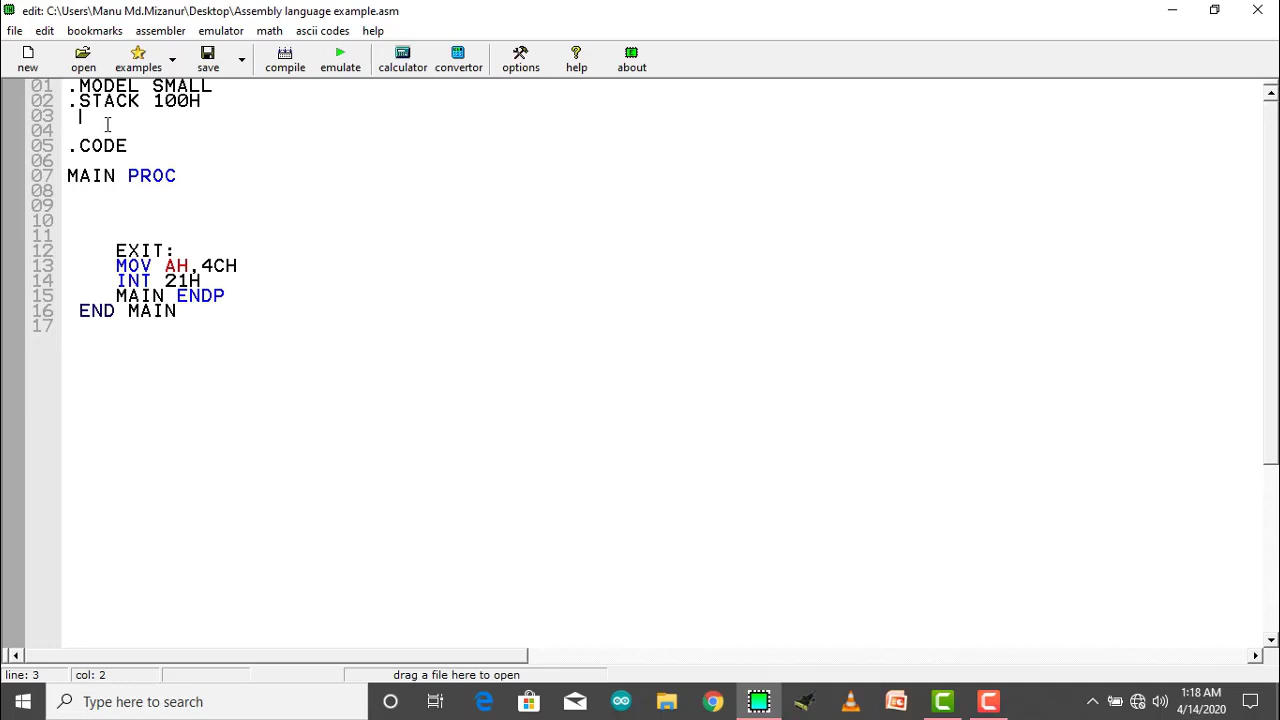 edit: C:\Users\Manu Md.Mizanur\Desktop\Assembly language example.asm
file edit bookmarks assembler emulator math ascii codes help
new open examples save compile emulate calculator convertor options help about
01 .MODEL SMALL
02 .STACK 100H
03
04
05 .CODE
06
07 MAIN PROC
08
09
10
11
12 EXIT:
13 MOV AH,4CH
14 INT 21H
15 MAIN ENDP
16 END MAIN
17
line: 3 col: 2 drag a file here to open
Type here to search
1:18 AM
4/14/2020